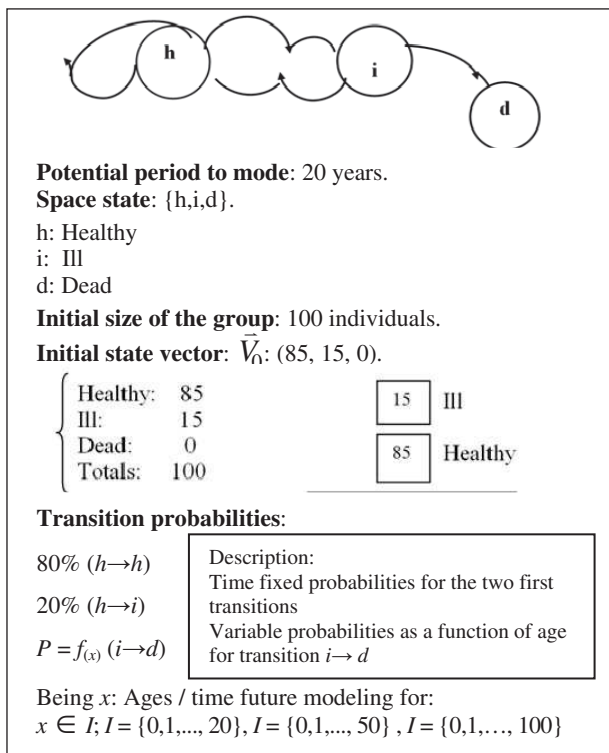 h
i
d
Potential period to mode: 20 years.
Space state: {h,i,d}.
h: Healthy
i: Ill
d: Dead
Initial size of the group: 100 individuals.
Initial state vector: V⃗₀: (85, 15, 0).
Healthy: 85
Ill: 15
Dead: 0
Totals: 100
15 Ill
85 Healthy
Transition probabilities:
80% (h→h)
20% (h→i)
P = f(x) (i→d)
Description:
Time fixed probabilities for the two first
transitions
Variable probabilities as a function of age
for transition i→ d
Being x: Ages / time future modeling for:
x ∈ I; I = {0,1,..., 20}, I = {0,1,..., 50} , I = {0,1,…, 100}